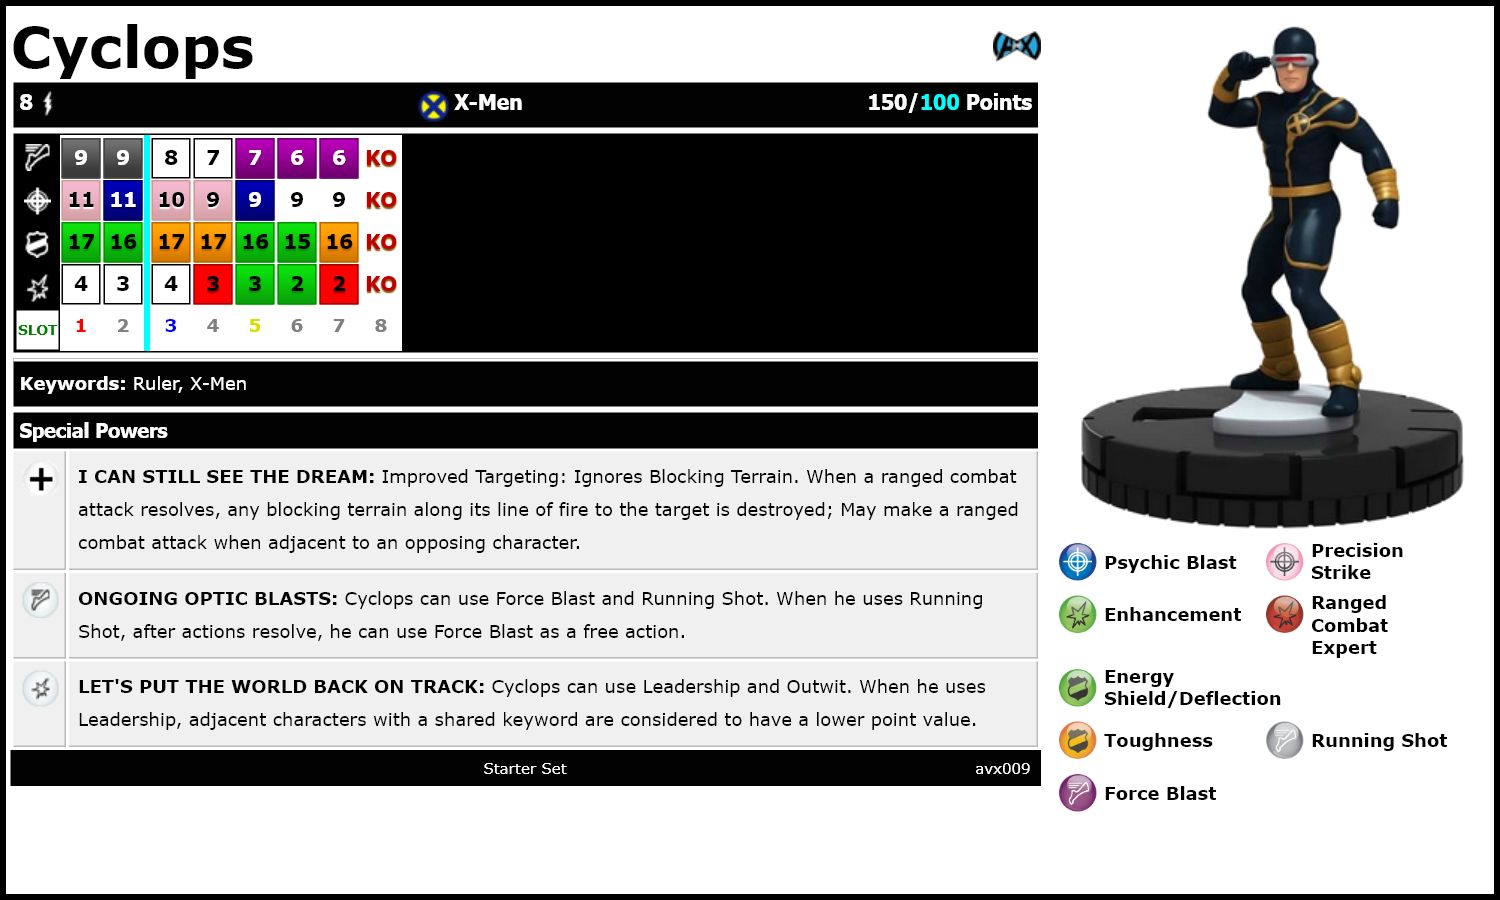 Cyclops
AvX
8 X-Men 150/100 Points
9 9 8 7 7 6 6 KO
11 11 10 9 9 9 9 KO
17 16 17 17 16 15 16 KO
4 3 4 3 3 2 2 KO
SLOT 1 2 3 4 5 6 7 8
Keywords: Ruler, X-Men
Special Powers
I CAN STILL SEE THE DREAM: Improved Targeting: Ignores Blocking Terrain. When a ranged combat
attack resolves, any blocking terrain along its line of fire to the target is destroyed; May make a ranged
combat attack when adjacent to an opposing character.
ONGOING OPTIC BLASTS: Cyclops can use Force Blast and Running Shot. When he uses Running
Shot, after actions resolve, he can use Force Blast as a free action.
LET'S PUT THE WORLD BACK ON TRACK: Cyclops can use Leadership and Outwit. When he uses
Leadership, adjacent characters with a shared keyword are considered to have a lower point value.
Starter Set avx009
Psychic Blast
Precision
Strike
Enhancement
Ranged
Combat
Expert
Energy
Shield/Deflection
Toughness
Running Shot
Force Blast